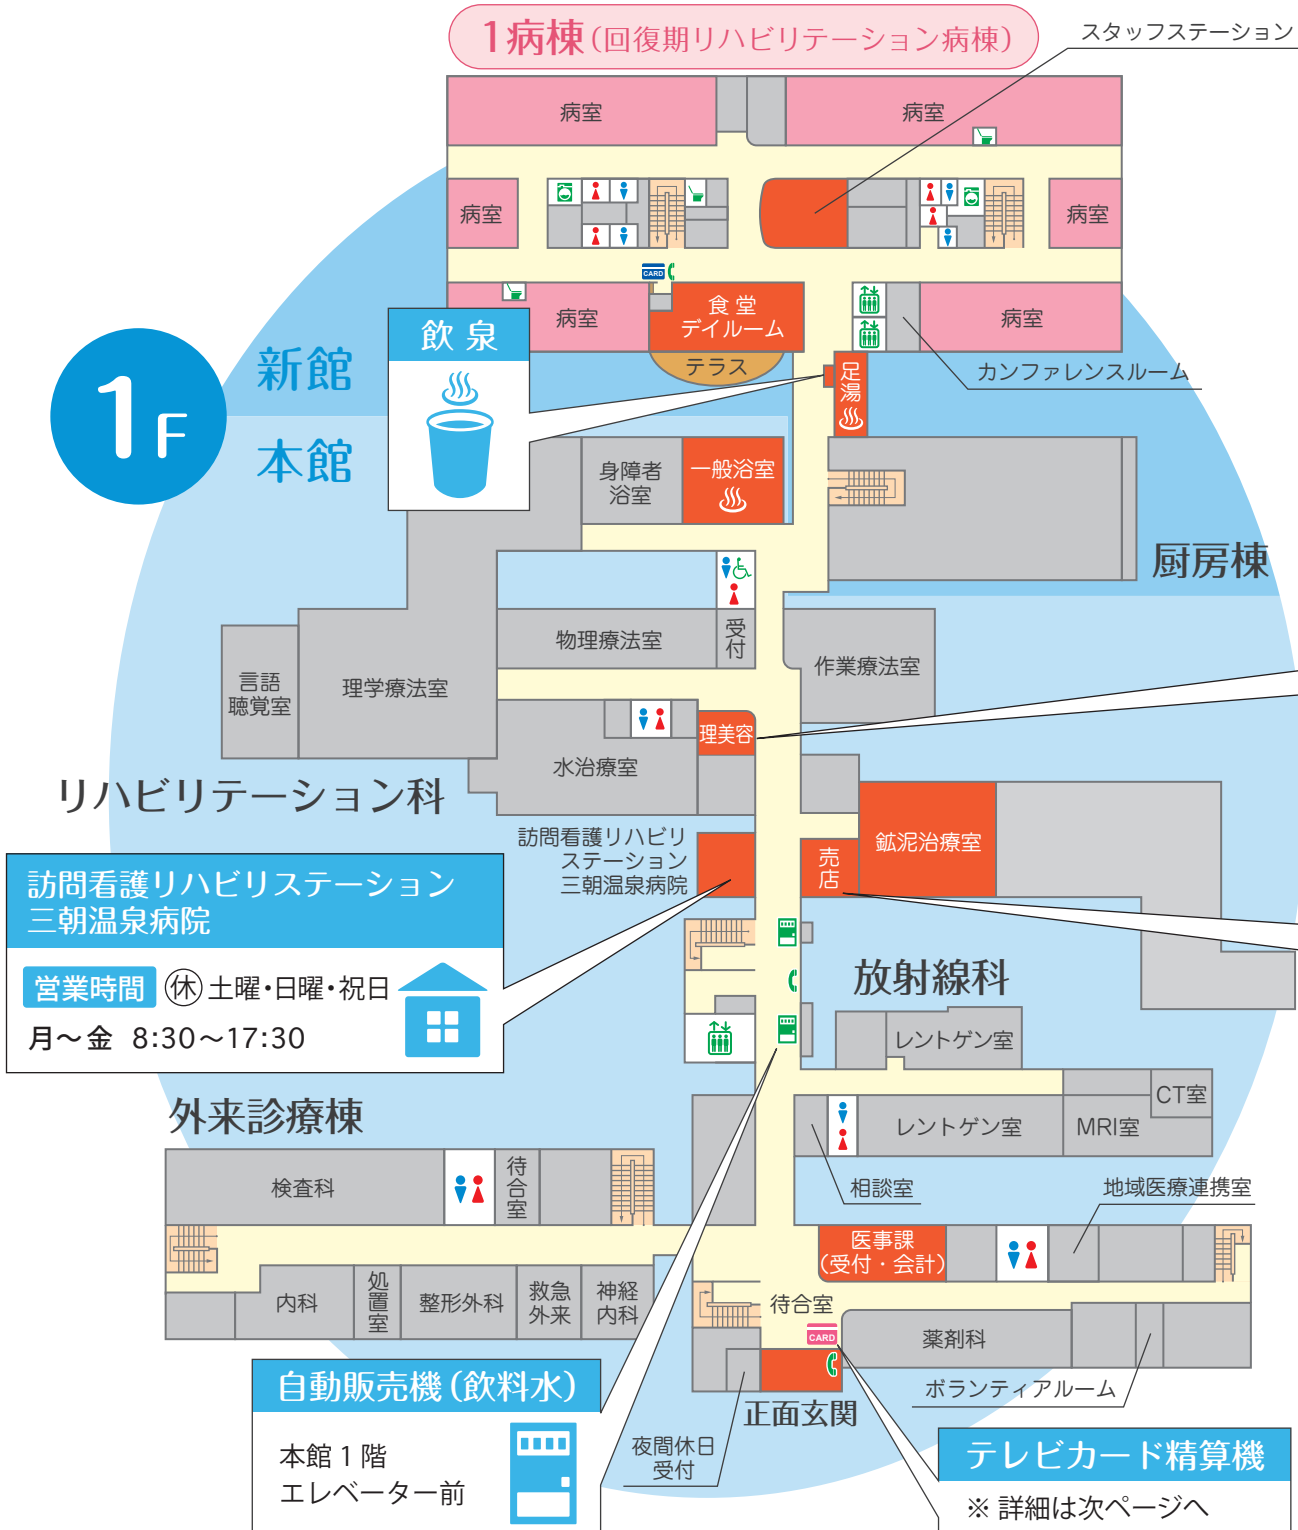 1病棟(回復期リハビリテーション病棟)
スタッフステーション
病室
病室
病室
病室
CARD
病室
食堂
デイルーム
病室
テラス
カンファレンスルーム
飲泉
足湯
1F
新館
本館
身障者
浴室
一般浴室
厨房棟
物理療法室
受付
作業療法室
言語
聴覚室
理学療法室
理美容
水治療室
リハビリテーション科
訪問看護リハビリ
ステーション
三朝温泉病院
売店
鉱泥治療室
訪問看護リハビリステーション
三朝温泉病院
営業時間 ㊡土曜・日曜・祝日
月〜金 8:30〜17:30
放射線科
レントゲン室
CT室
レントゲン室
MRI室
外来診療棟
検査科
待合室
相談室
地域医療連携室
医事課
(受付・会計)
内科
処置室
整形外科
救急
外来
神経
内科
待合室
CARD
薬剤科
ボランティアルーム
正面玄関
夜間休日
受付
自動販売機(飲料水)
本館1階
エレベーター前
テレビカード精算機
※ 詳細は次ページへ